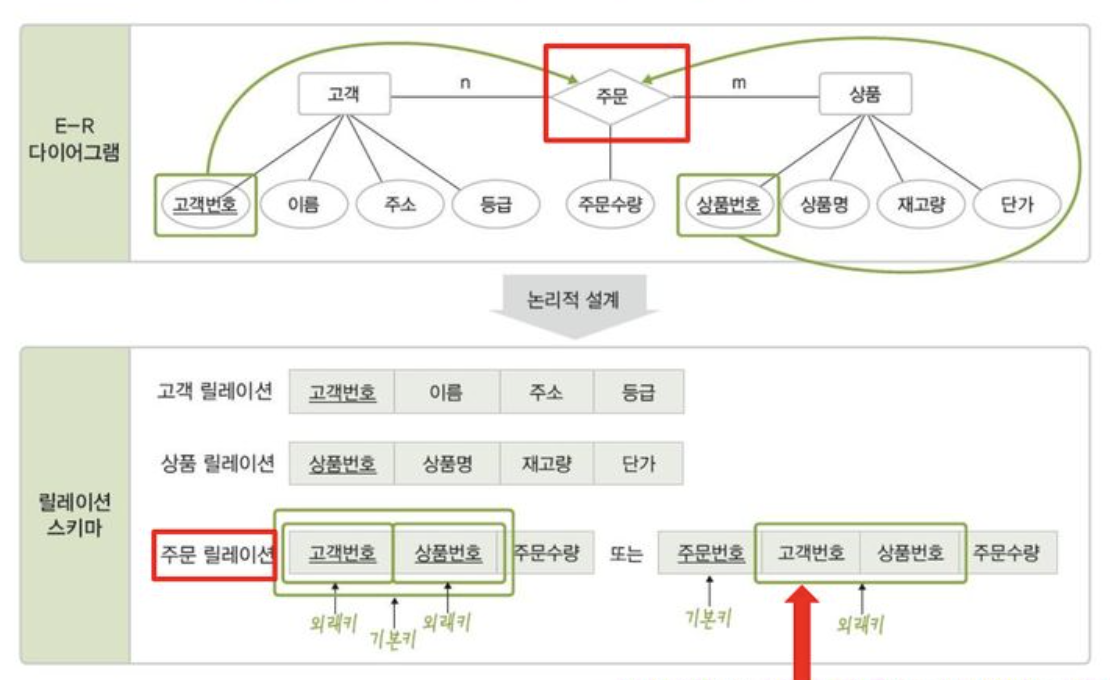 E-R
다이어그램
고객 n 주문 m 상품
고객번호 이름 주소 등급 주문수량 상품번호 상품명 재고량 단가
논리적 설계
릴레이션
스키마
고객 릴레이션 고객번호 이름 주소 등급
상품 릴레이션 상품번호 상품명 재고량 단가
주문 릴레이션 고객번호 상품번호 주문수량 또는 주문번호 고객번호 상품번호 주문수량
외래키 기본키 외래키 기본키 외래키